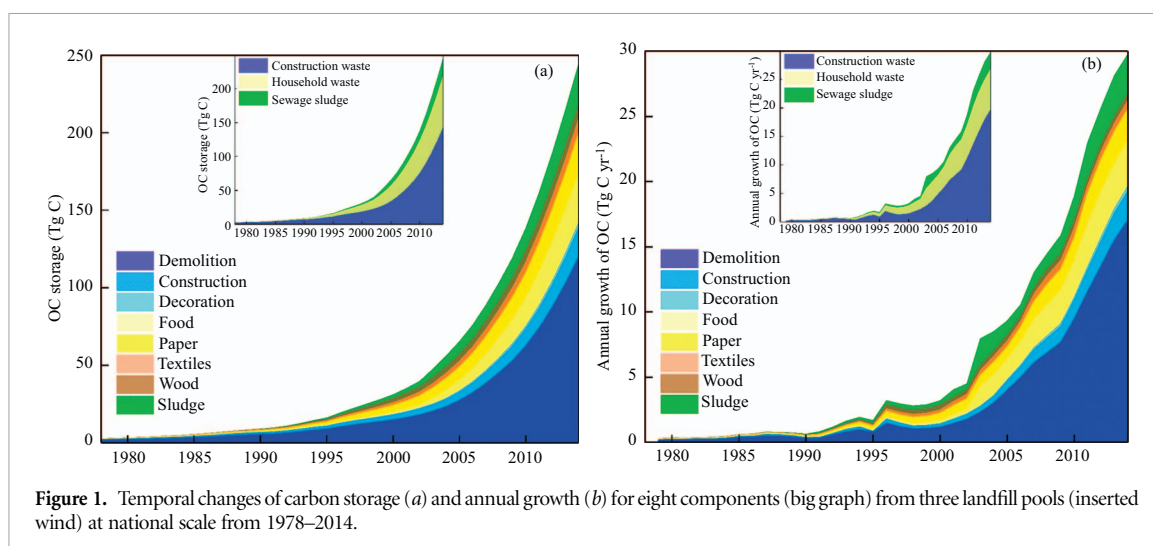 250
200
150
100
50
0
OC storage (Tg C)
1980 1985 1990 1995 2000 2005 2010
(a)
Demolition
Construction
Decoration
Food
Paper
Textiles
Wood
Sludge
200
150
100
50
0
OC storage (Tg C)
Construction waste
Household waste
Sewage sludge
1980 1985 1990 1995 2000 2005 2010
30
25
20
15
10
5
0
Annual growth of OC (Tg C yr⁻¹)
1980 1985 1990 1995 2000 2005 2010
(b)
Demolition
Construction
Decoration
Food
Paper
Textiles
Wood
Sludge
25
20
15
10
5
0
Annual growth of OC (Tg C yr⁻¹)
Construction waste
Household waste
Sewage sludge
1980 1985 1990 1995 2000 2005 2010
Figure 1. Temporal changes of carbon storage (a) and annual growth (b) for eight components (big graph) from three landfill pools (inserted
wind) at national scale from 1978–2014.